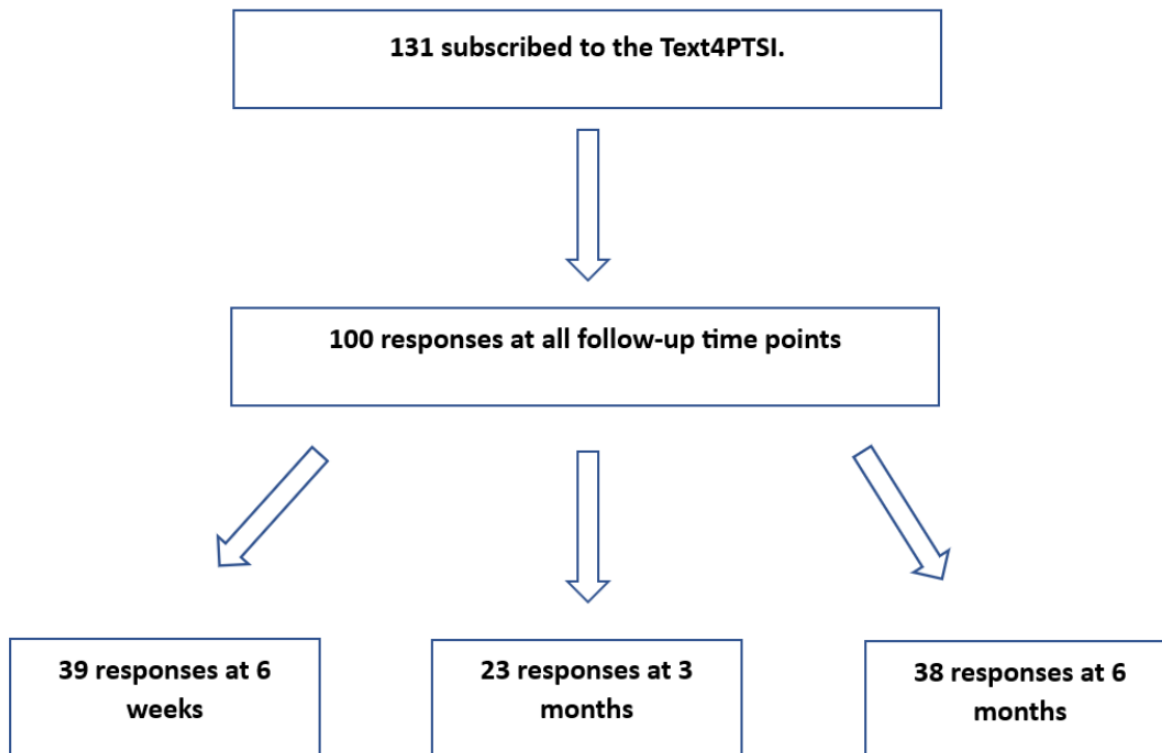 131 subscribed to the Text4PTSI.
100 responses at all follow-up time points
39 responses at 6
weeks
23 responses at 3
months
38 responses at 6
months